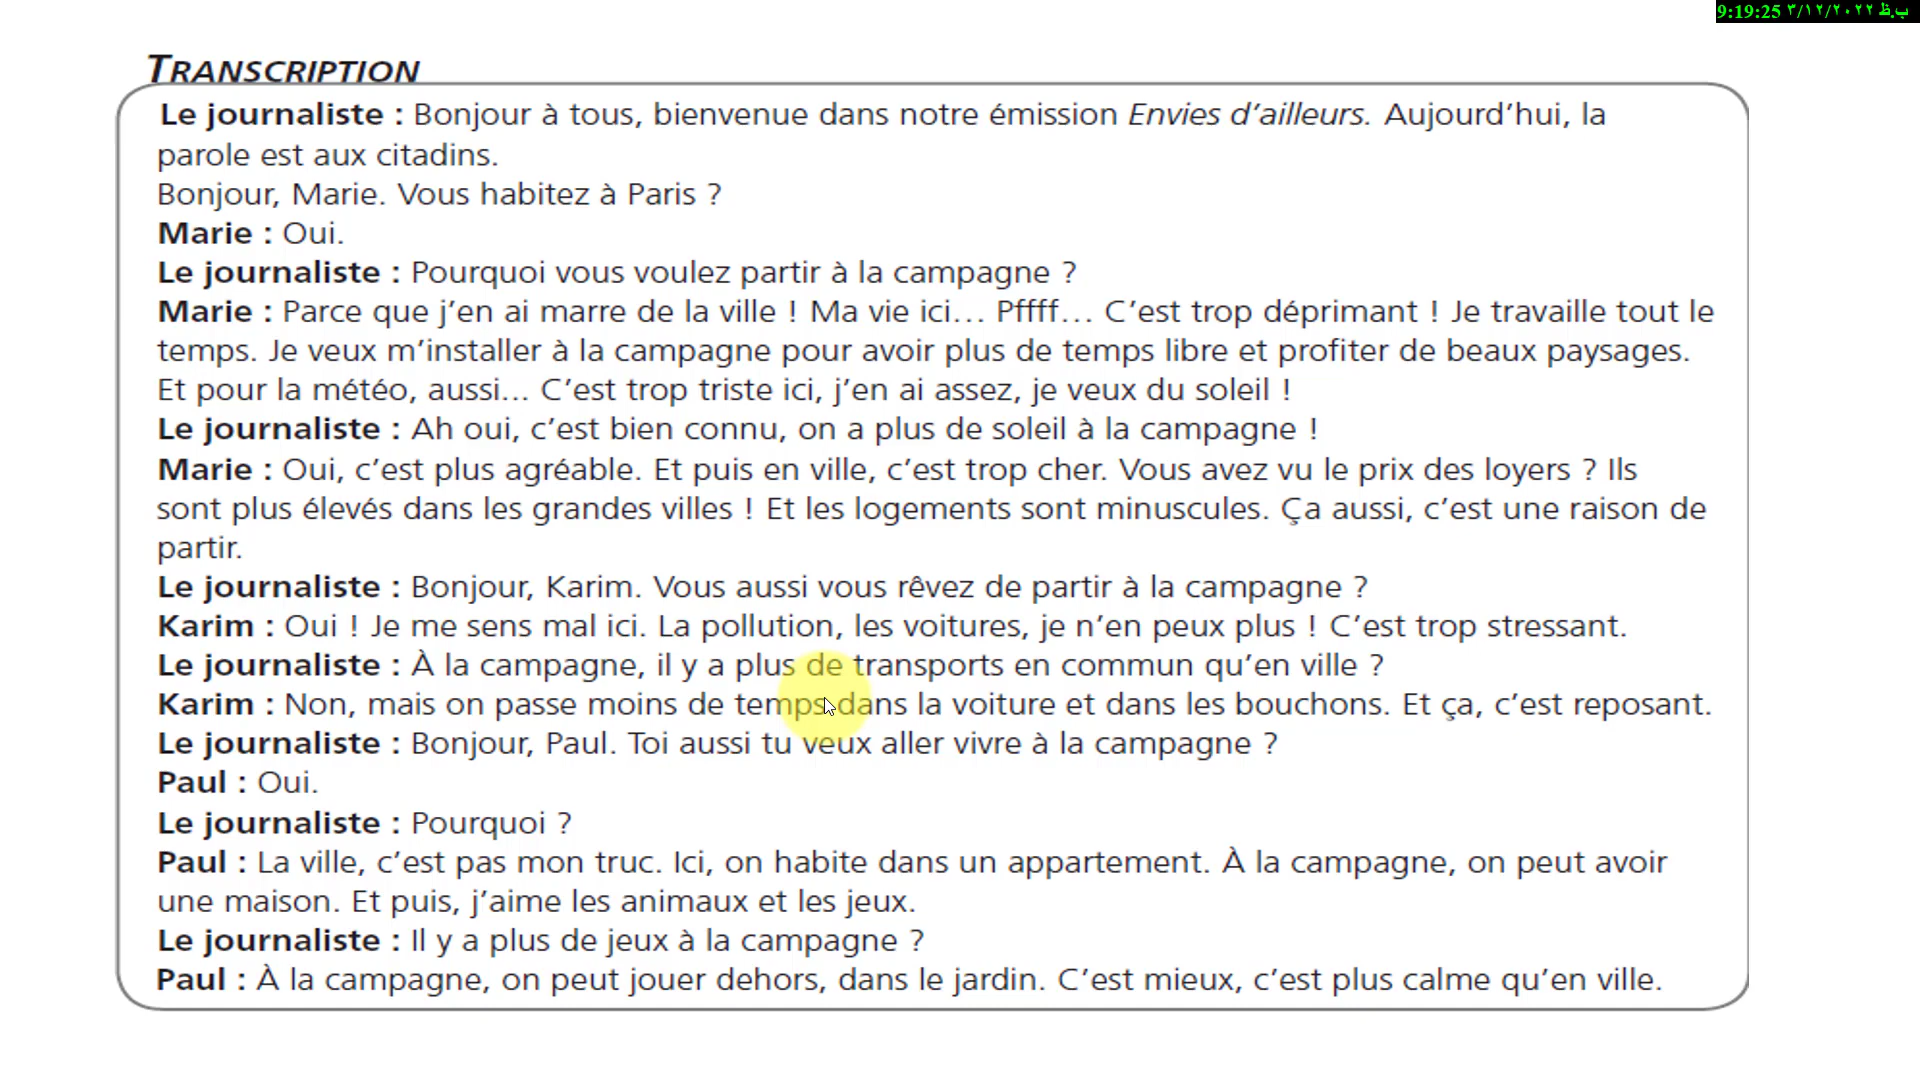 9:19:25 ۳/۱۲/۲۰۲۲ ب.ظ
TRANSCRIPTION
Le journaliste : Bonjour à tous, bienvenue dans notre émission Envies d’ailleurs. Aujourd’hui, la
parole est aux citadins.
Bonjour, Marie. Vous habitez à Paris ?
Marie : Oui.
Le journaliste : Pourquoi vous voulez partir à la campagne ?
Marie : Parce que j’en ai marre de la ville ! Ma vie ici… Pffff… C’est trop déprimant ! Je travaille tout le
temps. Je veux m’installer à la campagne pour avoir plus de temps libre et profiter de beaux paysages.
Et pour la météo, aussi… C’est trop triste ici, j’en ai assez, je veux du soleil !
Le journaliste : Ah oui, c’est bien connu, on a plus de soleil à la campagne !
Marie : Oui, c’est plus agréable. Et puis en ville, c’est trop cher. Vous avez vu le prix des loyers ? Ils
sont plus élevés dans les grandes villes ! Et les logements sont minuscules. Ça aussi, c’est une raison de
partir.
Le journaliste : Bonjour, Karim. Vous aussi vous rêvez de partir à la campagne ?
Karim : Oui ! Je me sens mal ici. La pollution, les voitures, je n’en peux plus ! C’est trop stressant.
Le journaliste : À la campagne, il y a plus de transports en commun qu’en ville ?
Karim : Non, mais on passe moins de temps dans la voiture et dans les bouchons. Et ça, c’est reposant.
Le journaliste : Bonjour, Paul. Toi aussi tu veux aller vivre à la campagne ?
Paul : Oui.
Le journaliste : Pourquoi ?
Paul : La ville, c’est pas mon truc. Ici, on habite dans un appartement. À la campagne, on peut avoir
une maison. Et puis, j’aime les animaux et les jeux.
Le journaliste : Il y a plus de jeux à la campagne ?
Paul : À la campagne, on peut jouer dehors, dans le jardin. C’est mieux, c’est plus calme qu’en ville.